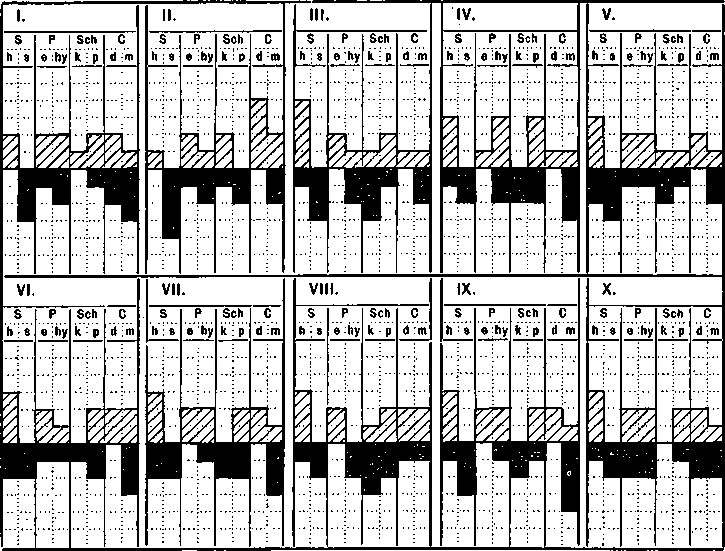 I. II. III. IV. V.
S P Sch C S P Sch C S P Sch C S P Sch C S P Sch C
h s e hy k p d m h s e hy k p d m h s e hy k p d m h s e hy k p d m h s e hy k p d m
VI. VII. VIII. IX. X.
S P Sch C S P Sch C S P Sch C S P Sch C S P Sch C
h s e hy k p d m h s e hy k p d m h s e hy k p d m h s e hy k p d m h s e hy k p d m